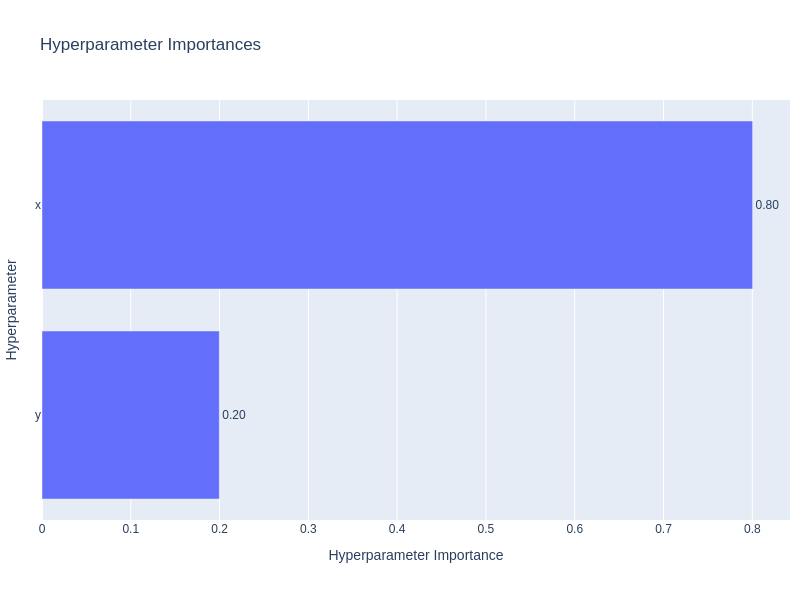 Hyperparameter Importances
Hyperparameter
x
0.80
y
0.20
0
0.1
0.2
0.3
0.4
0.5
0.6
0.7
0.8
Hyperparameter Importance